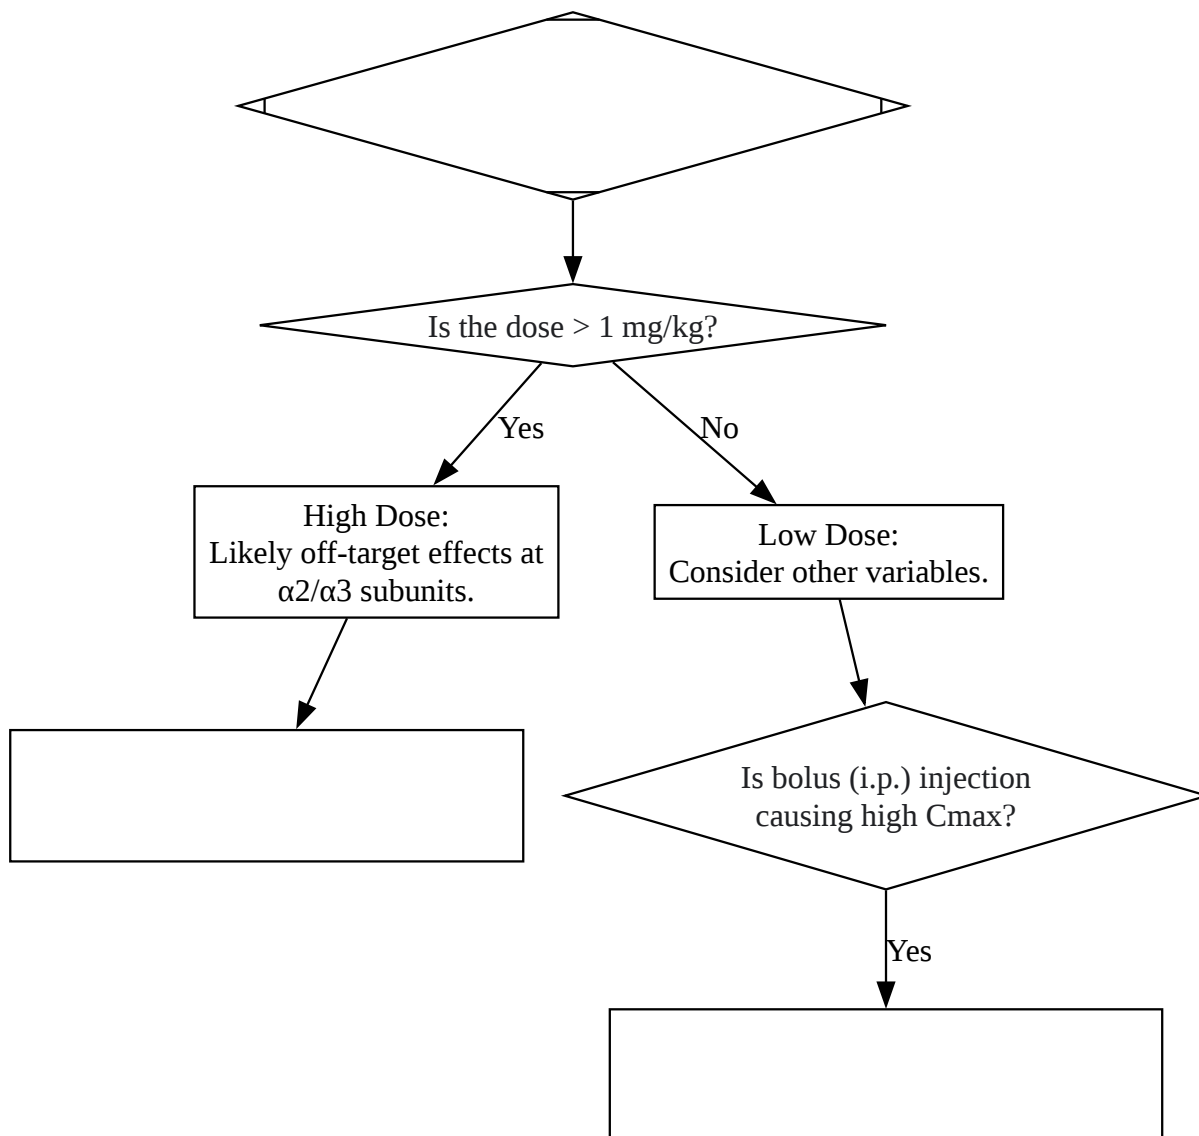 Is the dose > 1 mg/kg?
Yes
No
High Dose:
Likely off-target effects at
α2/α3 subunits.
Low Dose:
Consider other variables.
Is bolus (i.p.) injection
causing high Cmax?
Yes